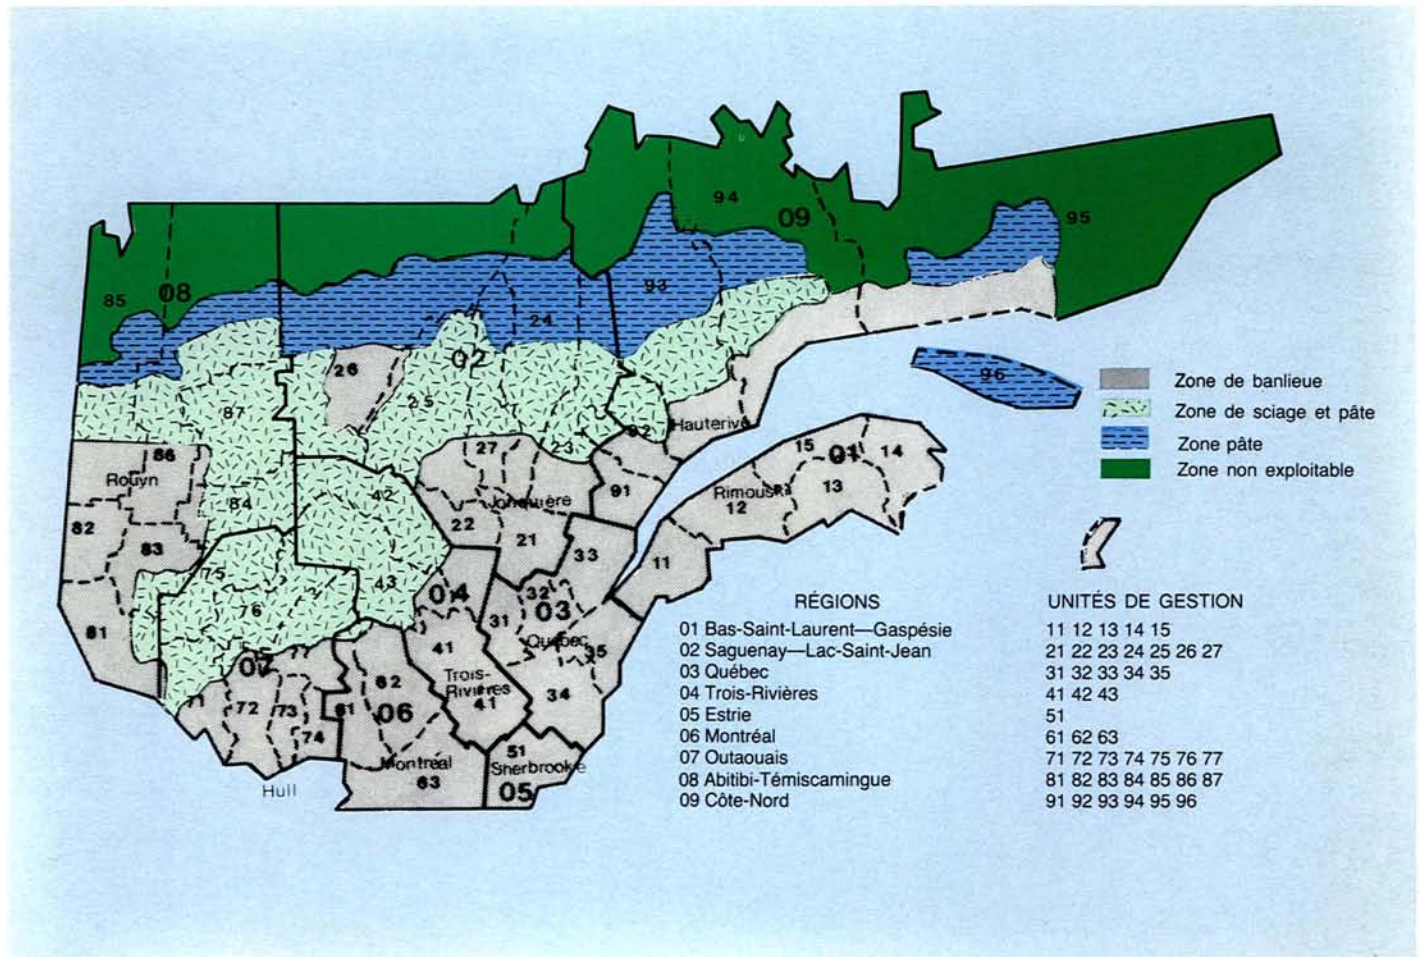 94
09
95
85
08
93
24
96
26
02
25
87
Hauterive
92
27
23
86
Rouyn
42
84
Jonquière
91
15
01
14
Rimouski
12
13
82
83
22
21
33
11
75
76
43
04
32
03
31
Québec
35
81
07
77
41
Trois-
Rivières
41
34
71
72
73
74
61
62
06
51
Montréal
63
Sherbrooke
05
Hull
Zone de banlieue
Zone de sciage et pâte
Zone pâte
Zone non exploitable
RÉGIONS UNITÉS DE GESTION
01 Bas-Saint-Laurent—Gaspésie 11 12 13 14 15
02 Saguenay—Lac-Saint-Jean 21 22 23 24 25 26 27
03 Québec 31 32 33 34 35
04 Trois-Rivières 41 42 43
05 Estrie 51
06 Montréal 61 62 63
07 Outaouais 71 72 73 74 75 76 77
08 Abitibi-Témiscamingue 81 82 83 84 85 86 87
09 Côte-Nord 91 92 93 94 95 96